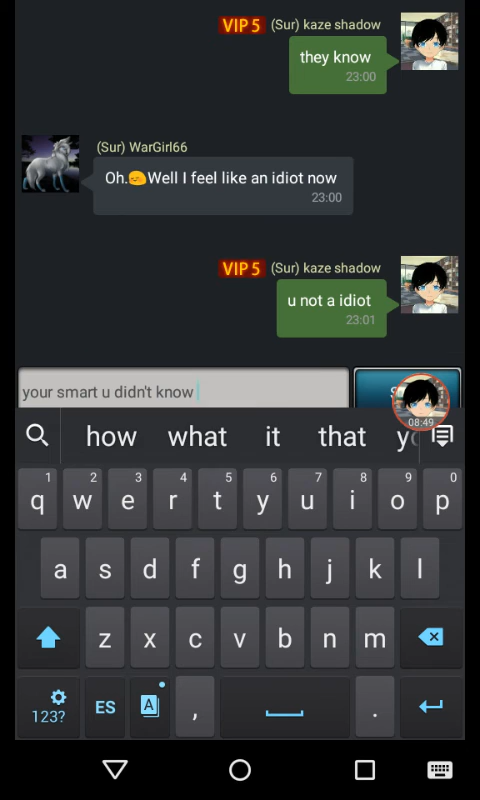 VIP 5 (Sur) kaze shadow
they know
23:00
(Sur) WarGirl66
Oh.😳Well I feel like an idiot now
23:00
VIP 5 (Sur) kaze shadow
u not a idiot
23:01
your smart u didn't know
08:49
how what it that
1 2 3 4 5 6 7 8 9 0
q w e r t y u i o p
a s d f g h j k l
z x c v b n m
123? ES A , .